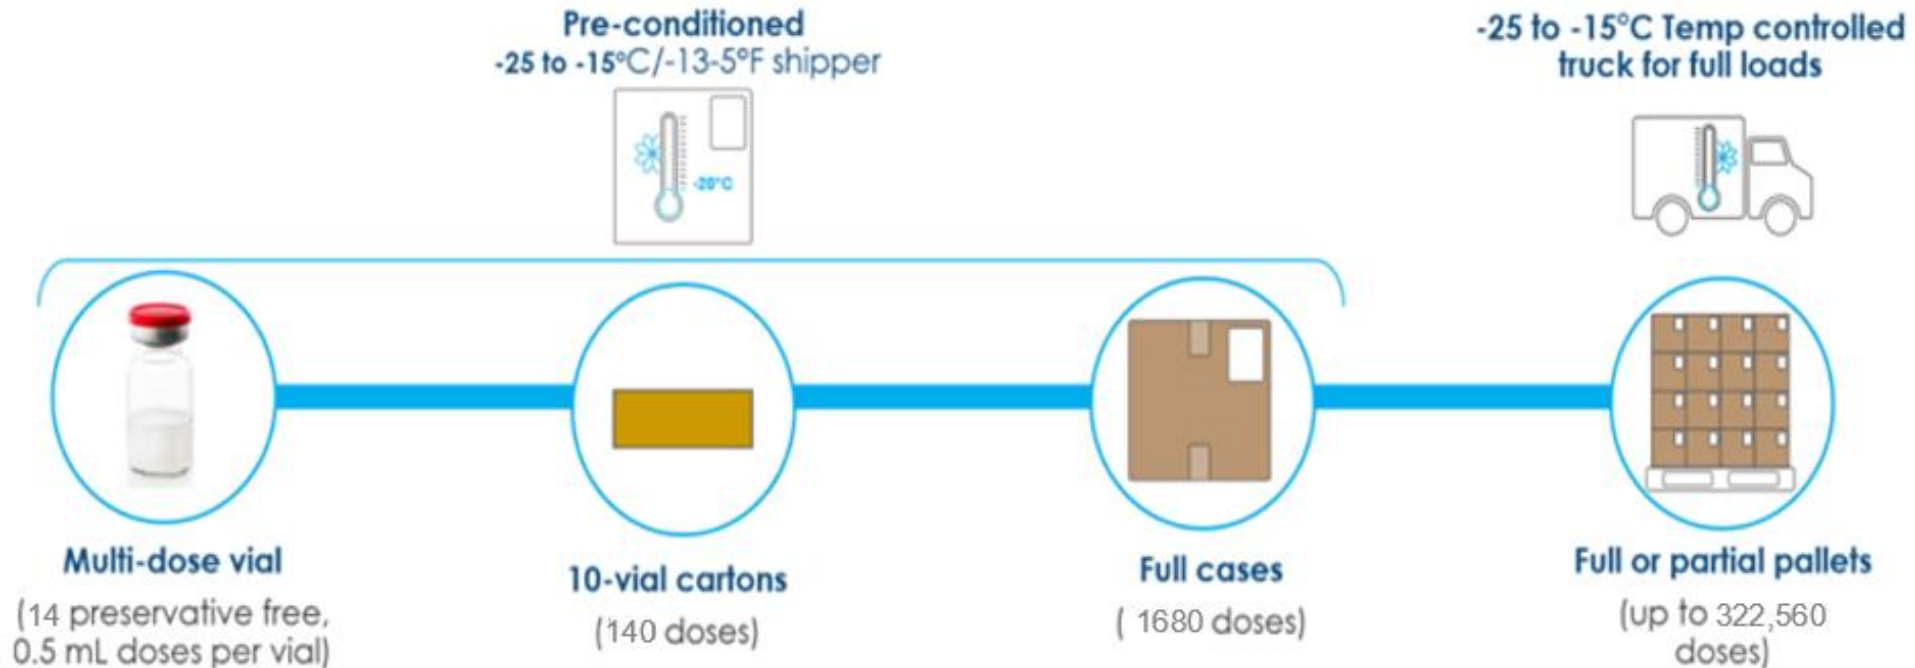 Pre-conditioned
-25 to -15°C/-13-5°F shipper
-25 to -15°C Temp controlled
truck for full loads
-20°C
Multi-dose vial
(14 preservative free,
0.5 mL doses per vial)
10-vial cartons
(140 doses)
Full cases
( 1680 doses)
Full or partial pallets
(up to 322,560
doses)